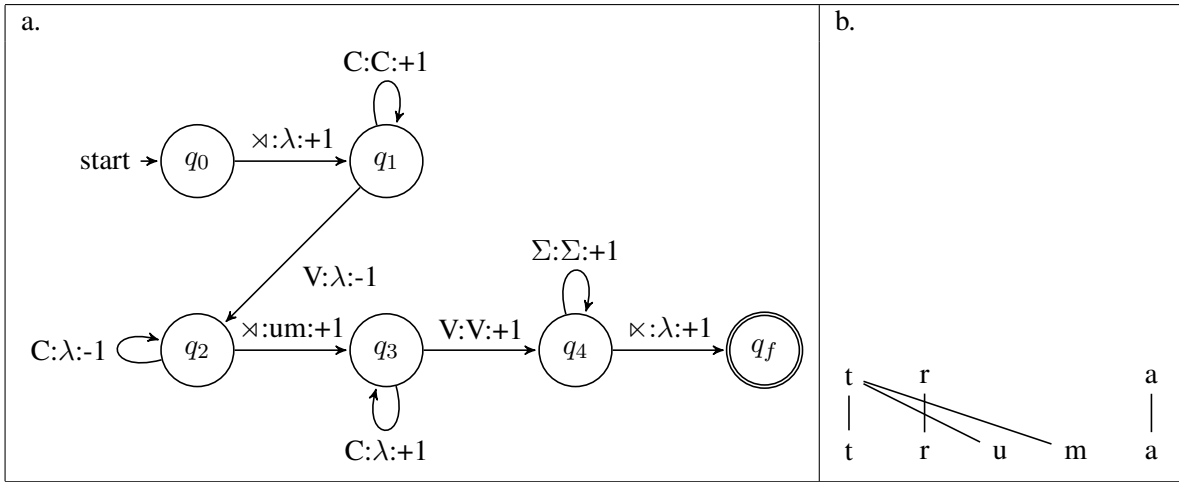 a.
b.
C:C:+1
start
q0
⋊:λ:+1
q1
V:λ:-1
Σ:Σ:+1
C:λ:-1
q2
⋊:um:+1
q3
V:V:+1
q4
⋉:λ:+1
qf
C:λ:+1
t r a
t r u m a